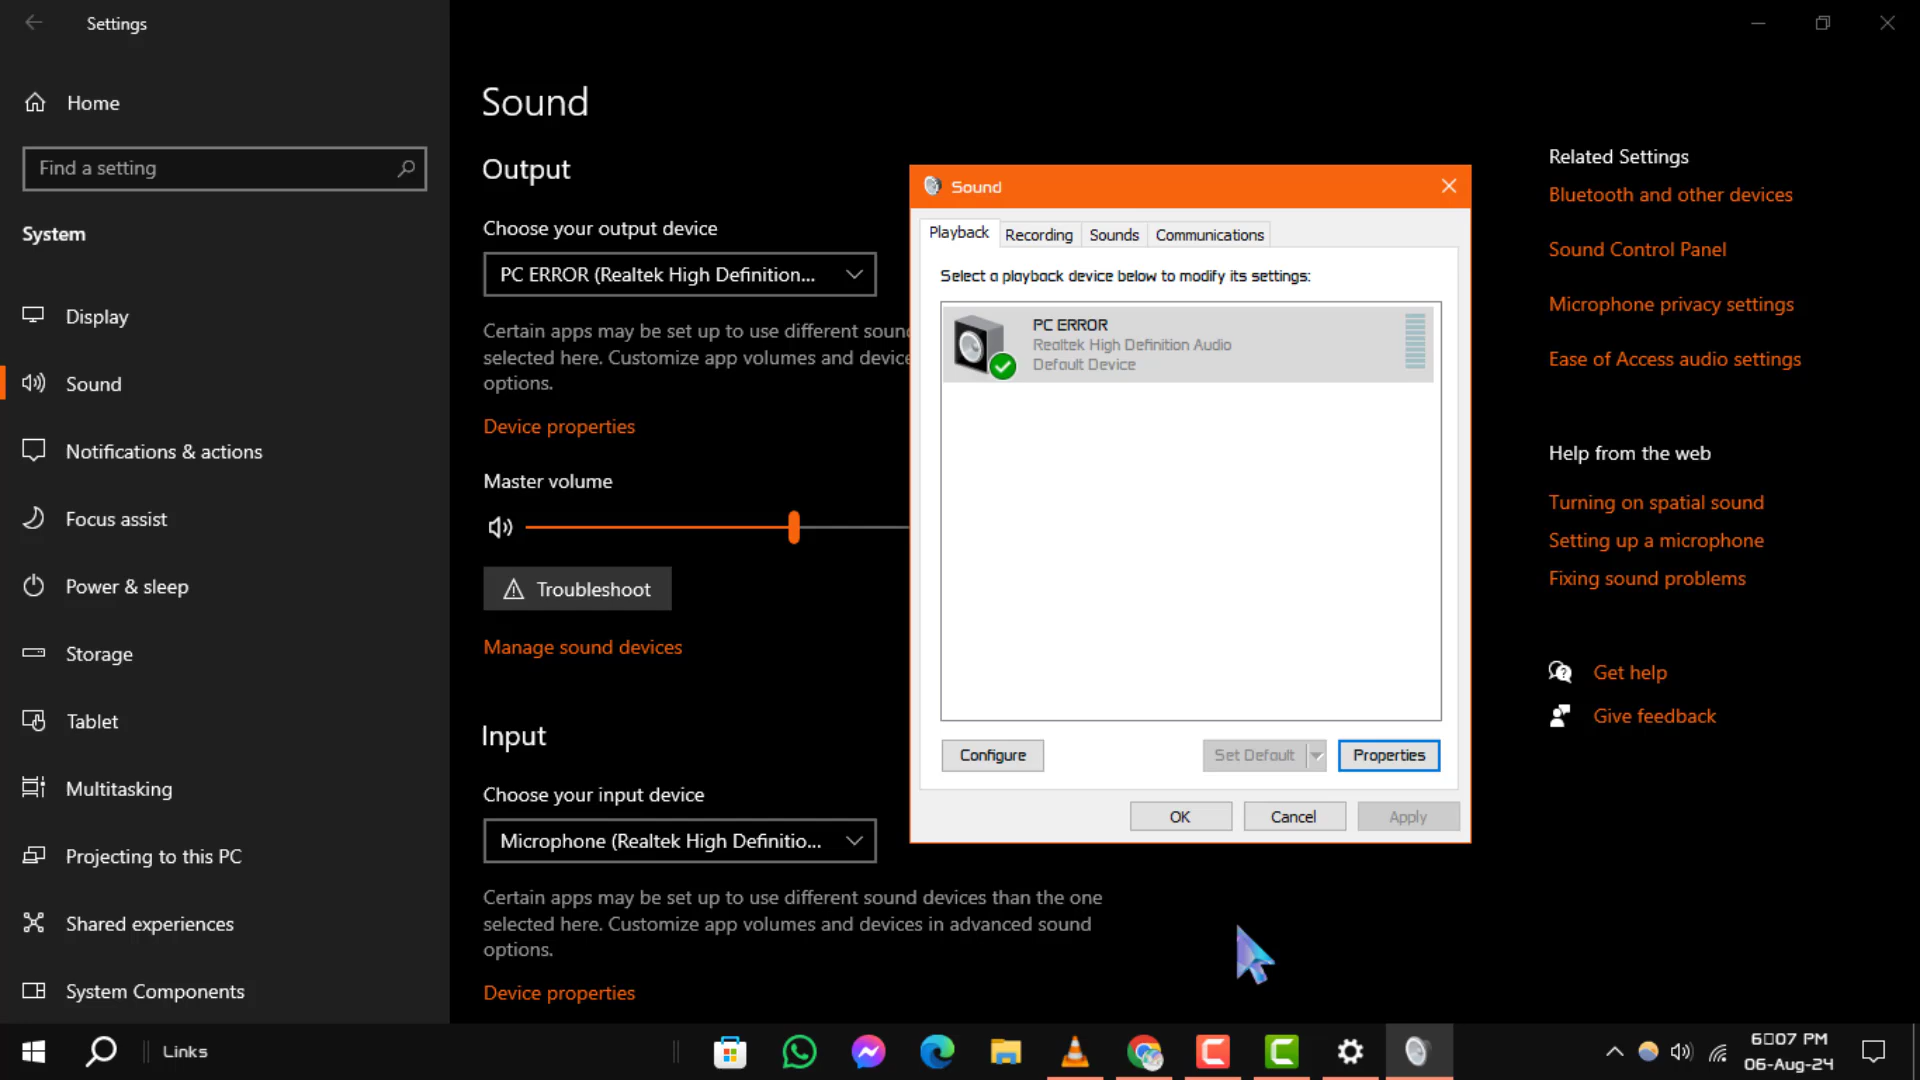 Settings
Home
Find a setting
System
Display
Sound
Notifications & actions
Focus assist
Power & sleep
Storage
Tablet
Multitasking
Projecting to this PC
Shared experiences
System Components
Sound
Output
Choose your output device
PC ERROR (Realtek High Definition...
Certain apps may be set up to use different soun
selected here. Customize app volumes and device
options.
Device properties
Master volume
Troubleshoot
Manage sound devices
Input
Choose your input device
Microphone (Realtek High Definitio...
Certain apps may be set up to use different sound devices than the one
selected here. Customize app volumes and devices in advanced sound
options.
Device properties
Sound
Playback Recording Sounds Communications
Select a playback device below to modify its settings:
PC ERROR
Realtek High Definition Audio
Default Device
Configure Set Default Properties
OK Cancel Apply
Related Settings
Bluetooth and other devices
Sound Control Panel
Microphone privacy settings
Ease of Access audio settings
Help from the web
Turning on spatial sound
Setting up a microphone
Fixing sound problems
Get help
Give feedback
Links
6▯07 PM
06-Aug-24